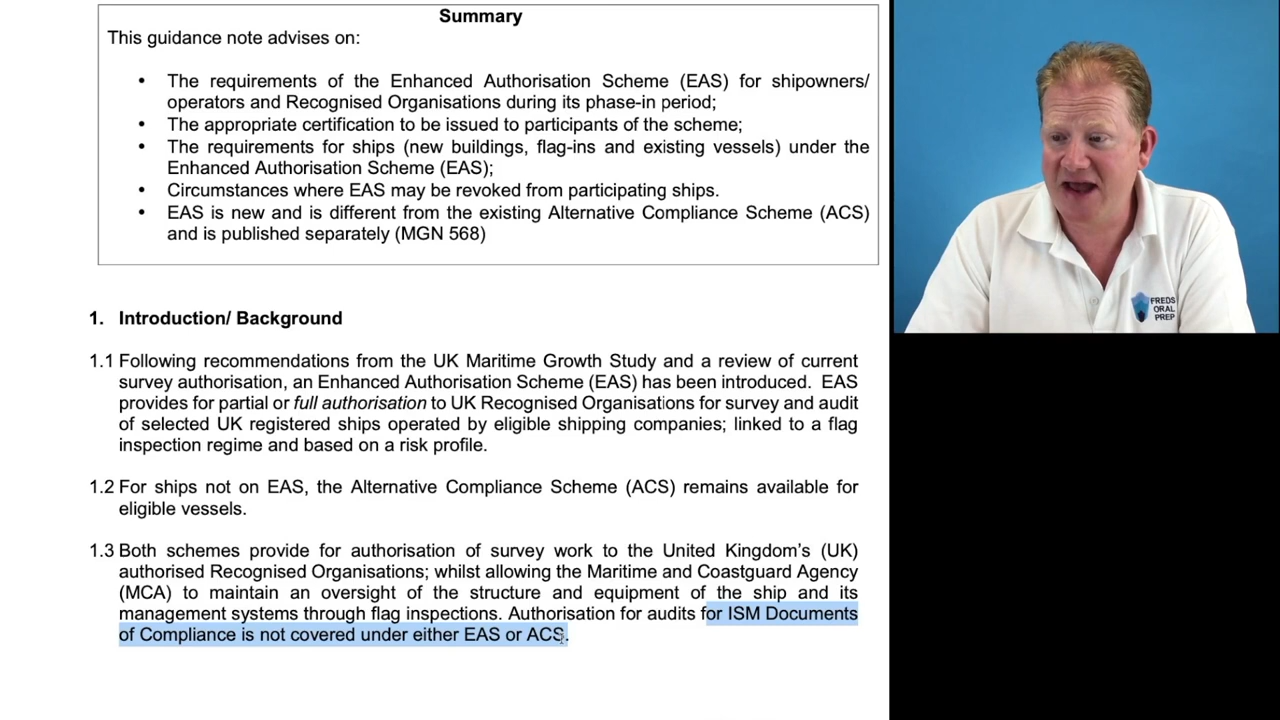 Summary
This guidance note advises on:
• The requirements of the Enhanced Authorisation Scheme (EAS) for shipowners/
operators and Recognised Organisations during its phase-in period;
• The appropriate certification to be issued to participants of the scheme;
• The requirements for ships (new buildings, flag-ins and existing vessels) under the
Enhanced Authorisation Scheme (EAS);
• Circumstances where EAS may be revoked from participating ships.
• EAS is new and is different from the existing Alternative Compliance Scheme (ACS)
and is published separately (MGN 568)
1. Introduction/ Background
1.1 Following recommendations from the UK Maritime Growth Study and a review of current
survey authorisation, an Enhanced Authorisation Scheme (EAS) has been introduced. EAS
provides for partial or full authorisation to UK Recognised Organisations for survey and audit
of selected UK registered ships operated by eligible shipping companies; linked to a flag
inspection regime and based on a risk profile.
1.2 For ships not on EAS, the Alternative Compliance Scheme (ACS) remains available for
eligible vessels.
1.3 Both schemes provide for authorisation of survey work to the United Kingdom's (UK)
authorised Recognised Organisations; whilst allowing the Maritime and Coastguard Agency
(MCA) to maintain an oversight of the structure and equipment of the ship and its
management systems through flag inspections. Authorisation for audits for ISM Documents
of Compliance is not covered under either EAS or ACS.
FREDS
ORAL
PREP